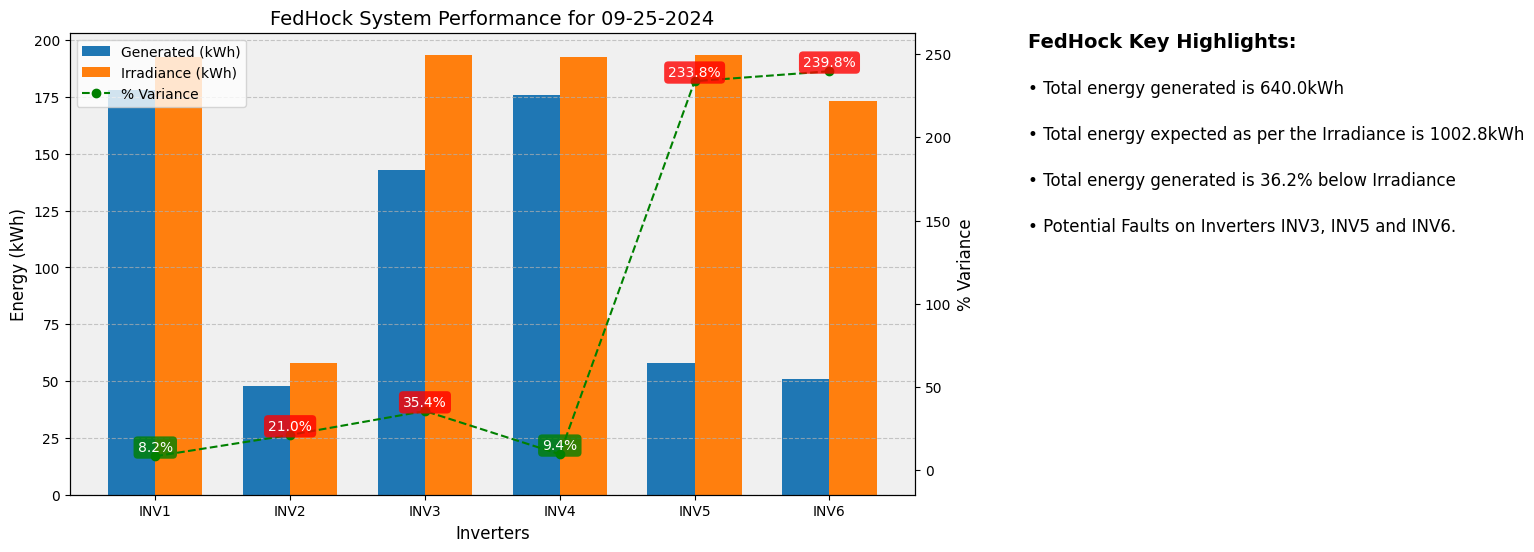 FedHock System Performance for 09-25-2024
Generated (kWh)
Irradiance (kWh)
% Variance
Energy (kWh)
200
175
150
125
100
75
50
25
0
8.2%
21.0%
35.4%
9.4%
233.8%
239.8%
250
200
150
100
50
0
% Variance
INV1 INV2 INV3 INV4 INV5 INV6
Inverters
FedHock Key Highlights:
• Total energy generated is 640.0kWh
• Total energy expected as per the Irradiance is 1002.8kWh
• Total energy generated is 36.2% below Irradiance
• Potential Faults on Inverters INV3, INV5 and INV6.